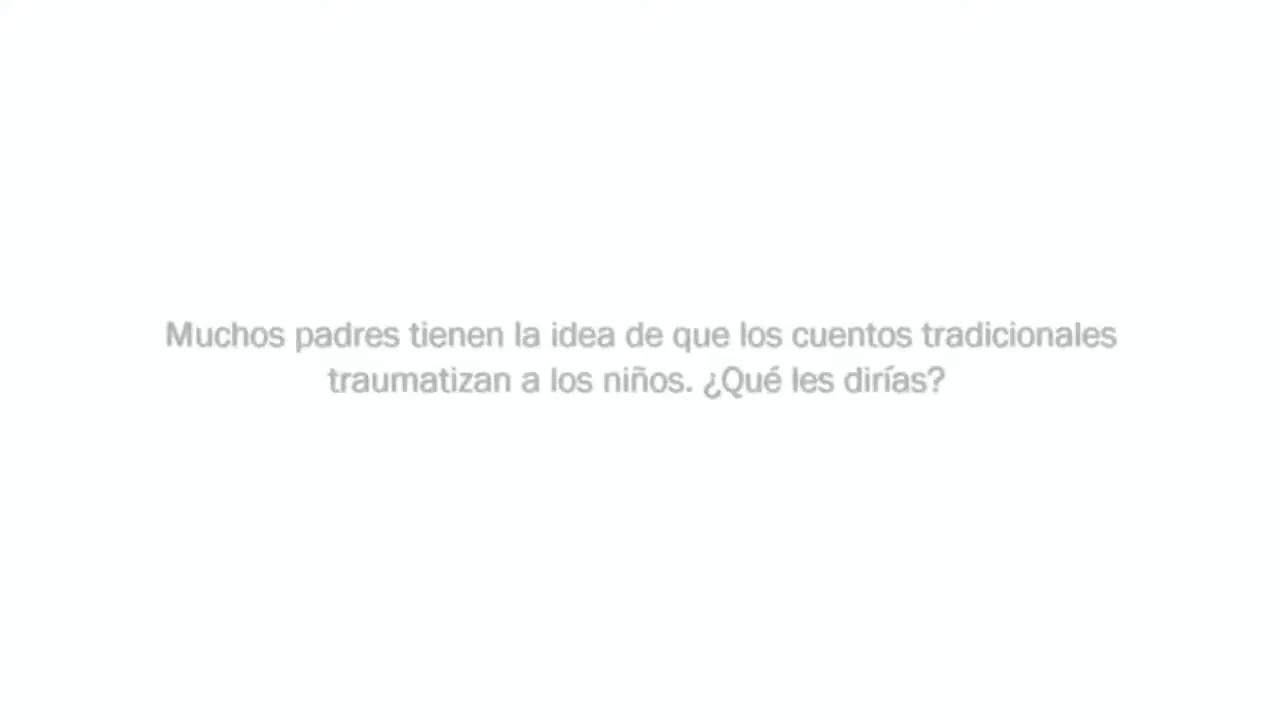 Muchos padres tienen la idea de que los cuentos tradicionales
traumatizan a los niños. ¿Qué les dirías?